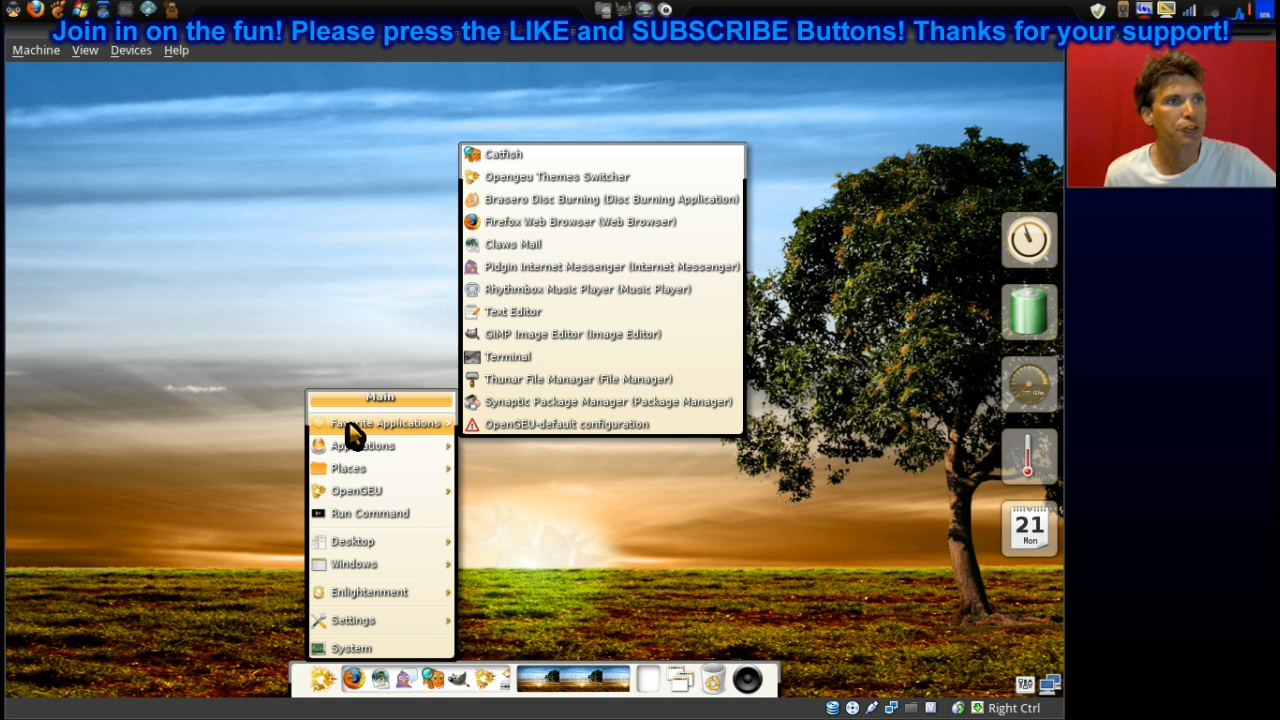 Join in on the fun! Please press the LIKE and SUBSCRIBE Buttons! Thanks for your support!
Machine View Devices Help
Catfish
Opengeu Themes Switcher
Brasero Disc Burning (Disc Burning Application)
Firefox Web Browser (Web Browser)
Claws Mail
Pidgin Internet Messenger (Internet Messenger)
Rhythmbox Music Player (Music Player)
Text Editor
GIMP Image Editor (Image Editor)
Terminal
Thunar File Manager (File Manager)
Synaptic Package Manager (Package Manager)
OpenGEU-default configuration
Main
Favorite Applications
Applications
Places
OpenGEU
Run Command
Desktop
Windows
Enlightenment
Settings
System
21
Mon
Right Ctrl